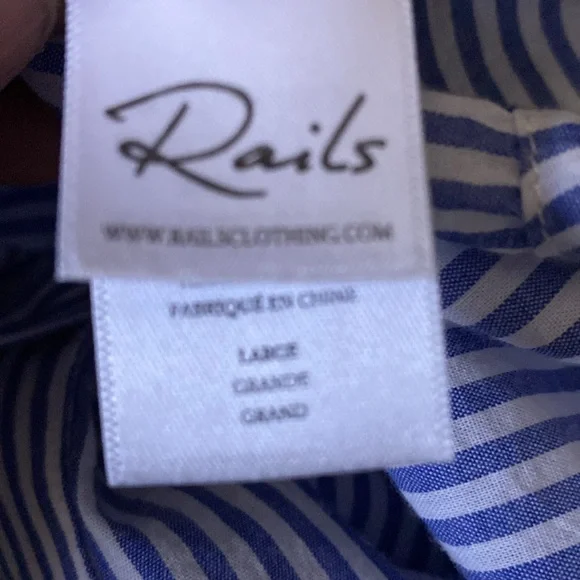 Rails
WWW.RAILSCLOTHING.COM
FABRIQUÉ EN CHINE
LARGE
GRANDE
GRAND